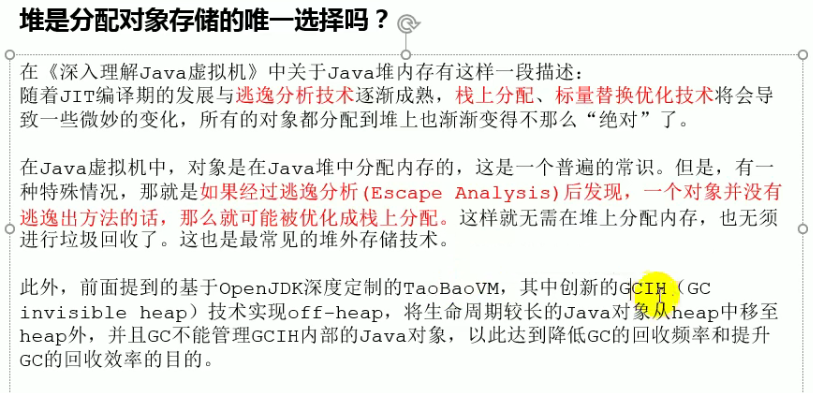 堆是分配对象存储的唯一选择吗？
在《深入理解Java虚拟机》中关于Java堆内存有这样一段描述：
随着JIT编译期的发展与逃逸分析技术逐渐成熟，栈上分配、标量替换优化技术将会导
致一些微妙的变化，所有的对象都分配到堆上也渐渐变得不那么“绝对”了。
在Java虚拟机中，对象是在Java堆中分配内存的，这是一个普遍的常识。但是，有一
种特殊情况，那就是如果经过逃逸分析(Escape Analysis)后发现，一个对象并没有
逃逸出方法的话，那么就可能被优化成栈上分配。这样就无需在堆上分配内存，也无须
进行垃圾回收了。这也是最常见的堆外存储技术。
此外，前面提到的基于OpenJDK深度定制的TaoBaoVM，其中创新的GCIH（GC
invisible heap）技术实现off-heap，将生命周期较长的Java对象从heap中移至
heap外，并且GC不能管理GCIH内部的Java对象，以此达到降低GC的回收频率和提升
GC的回收效率的目的。